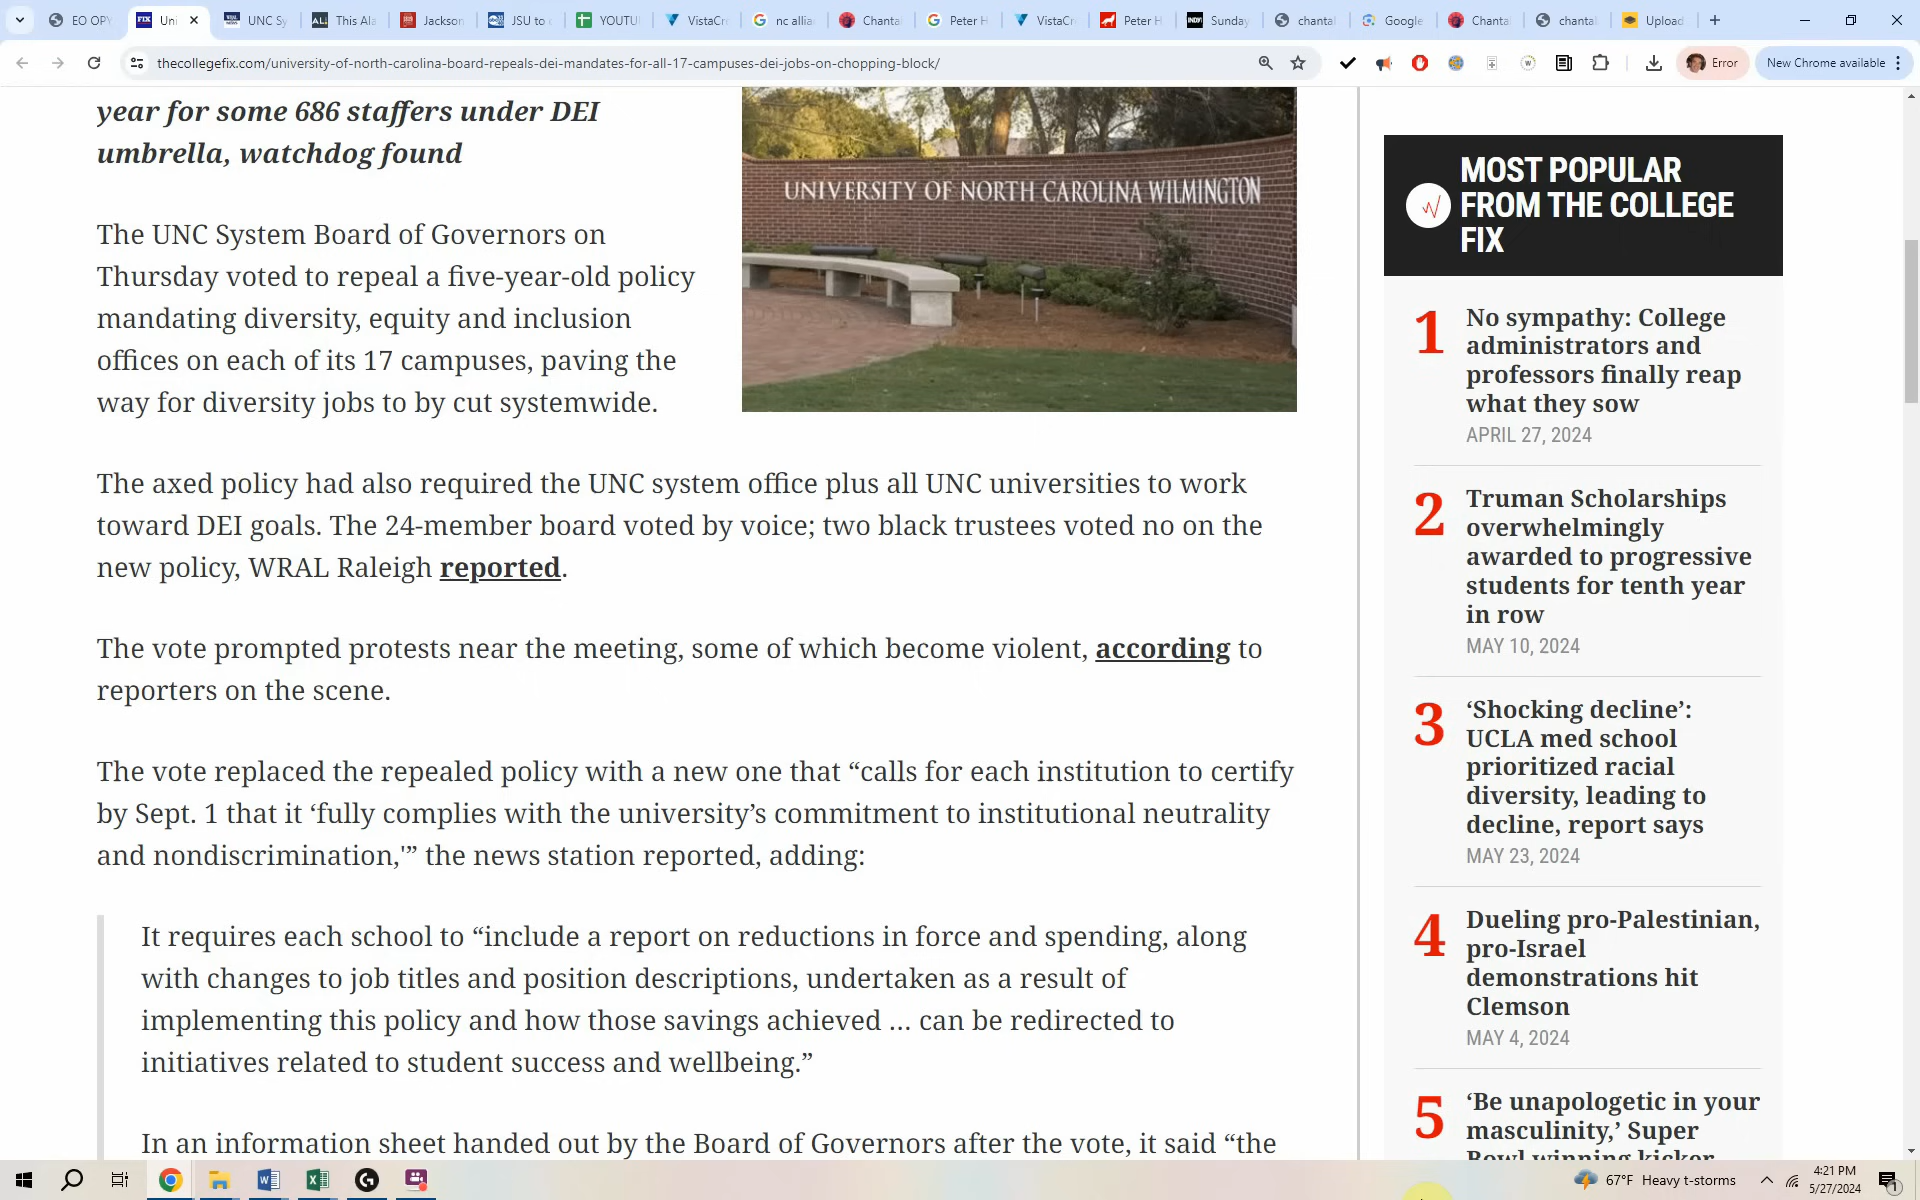 EO OP
Uni
UNC Sy
This Ala
Jackson
JSU to
YOUTU
VistaCr
nc allia
Chanta
Peter H
VistaCr
Peter H
Sunday
chantal
Google
Chanta
chantal
Upload
thecollegefix.com/university-of-north-carolina-board-repeals-dei-mandates-for-all-17-campuses-dei-jobs-on-chopping-block/
Error
New Chrome available
year for some 686 staffers under DEI
umbrella, watchdog found
UNIVERSITY OF NORTH CAROLINA WILMINGTON
The UNC System Board of Governors on
Thursday voted to repeal a five-year-old policy
mandating diversity, equity and inclusion
offices on each of its 17 campuses, paving the
way for diversity jobs to by cut systemwide.
The axed policy had also required the UNC system office plus all UNC universities to work
toward DEI goals. The 24-member board voted by voice; two black trustees voted no on the
new policy, WRAL Raleigh reported.
The vote prompted protests near the meeting, some of which become violent, according to
reporters on the scene.
The vote replaced the repealed policy with a new one that “calls for each institution to certify
by Sept. 1 that it ‘fully complies with the university’s commitment to institutional neutrality
and nondiscrimination,'” the news station reported, adding:
It requires each school to “include a report on reductions in force and spending, along
with changes to job titles and position descriptions, undertaken as a result of
implementing this policy and how those savings achieved … can be redirected to
initiatives related to student success and wellbeing.”
In an information sheet handed out by the Board of Governors after the vote, it said “the
MOST POPULAR
FROM THE COLLEGE
FIX
1
No sympathy: College
administrators and
professors finally reap
what they sow
APRIL 27, 2024
2
Truman Scholarships
overwhelmingly
awarded to progressive
students for tenth year
in row
MAY 10, 2024
3
‘Shocking decline’:
UCLA med school
prioritized racial
diversity, leading to
decline, report says
MAY 23, 2024
4
Dueling pro-Palestinian,
pro-Israel
demonstrations hit
Clemson
MAY 4, 2024
5
‘Be unapologetic in your
masculinity,’ Super
Bowl winning kicker
67°F Heavy t-storms
4:21 PM
5/27/2024
1